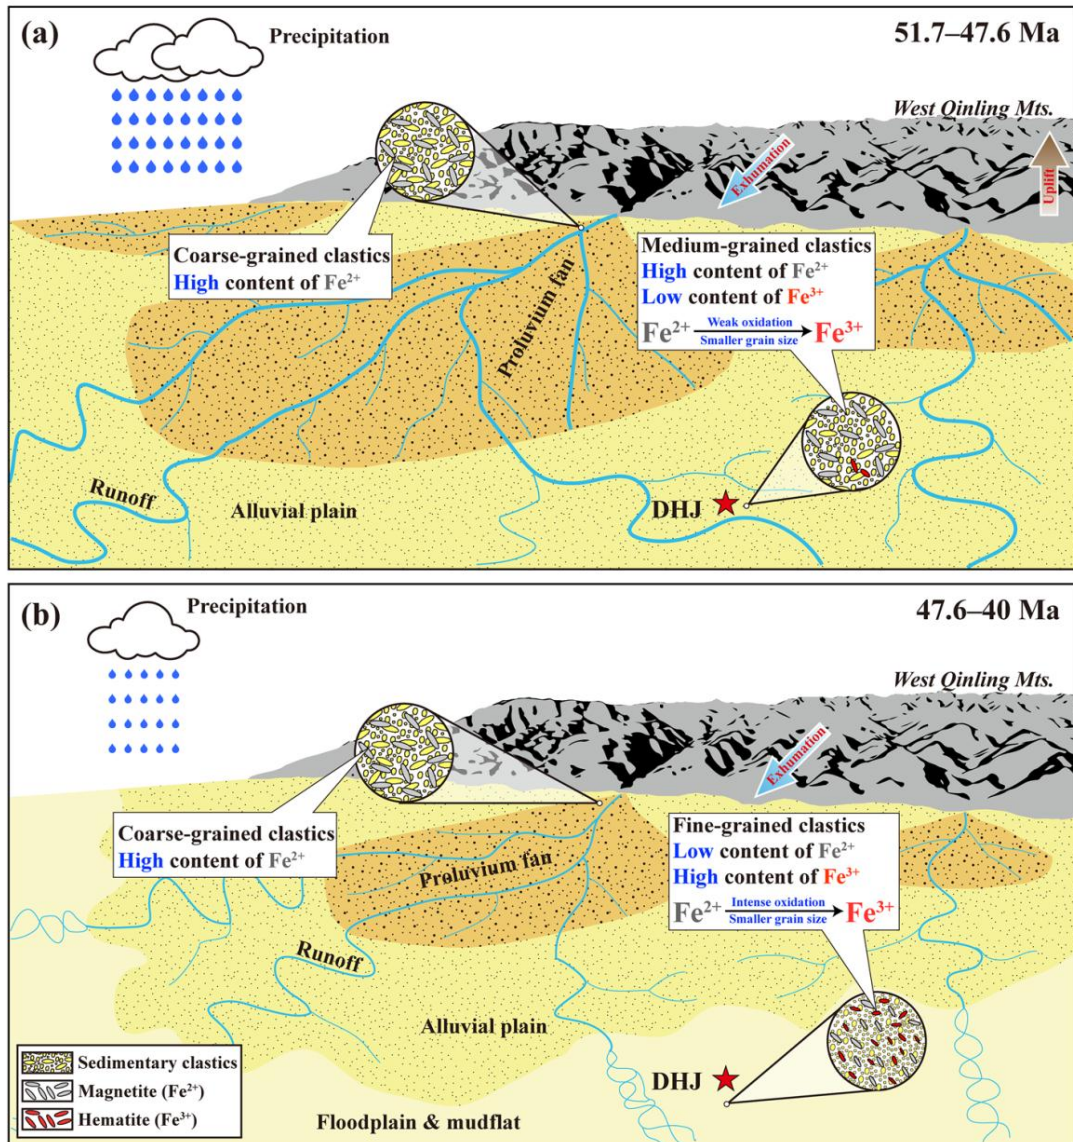 (a)
Precipitation
51.7–47.6 Ma
West Qinling Mts.
Exhumation
Uplift
Coarse-grained clastics
High content of Fe²⁺
Medium-grained clastics
High content of Fe²⁺
Low content of Fe³⁺
Fe²⁺ Weak oxidation Fe³⁺
Smaller grain size
Proluvium fan
Runoff
Alluvial plain
DHJ
(b)
Precipitation
47.6–40 Ma
West Qinling Mts.
Exhumation
Coarse-grained clastics
High content of Fe²⁺
Fine-grained clastics
Low content of Fe²⁺
High content of Fe³⁺
Fe²⁺ Intense oxidation Fe³⁺
Smaller grain size
Proluvium fan
Runoff
Alluvial plain
DHJ
Floodplain & mudflat
Sedimentary clastics
Magnetite (Fe²⁺)
Hematite (Fe³⁺)